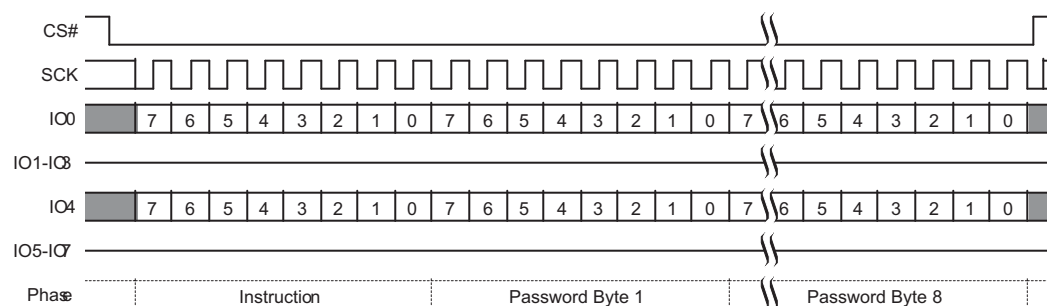 CS#
SCK
IO0 7 6 5 4 3 2 1 0 7 6 5 4 3 2 1 0 7 6 5 4 3 2 1 0
IO1-IO3
IO4 7 6 5 4 3 2 1 0 7 6 5 4 3 2 1 0 7 6 5 4 3 2 1 0
IO5-IO7
Phase Instruction Password Byte 1 Password Byte 8